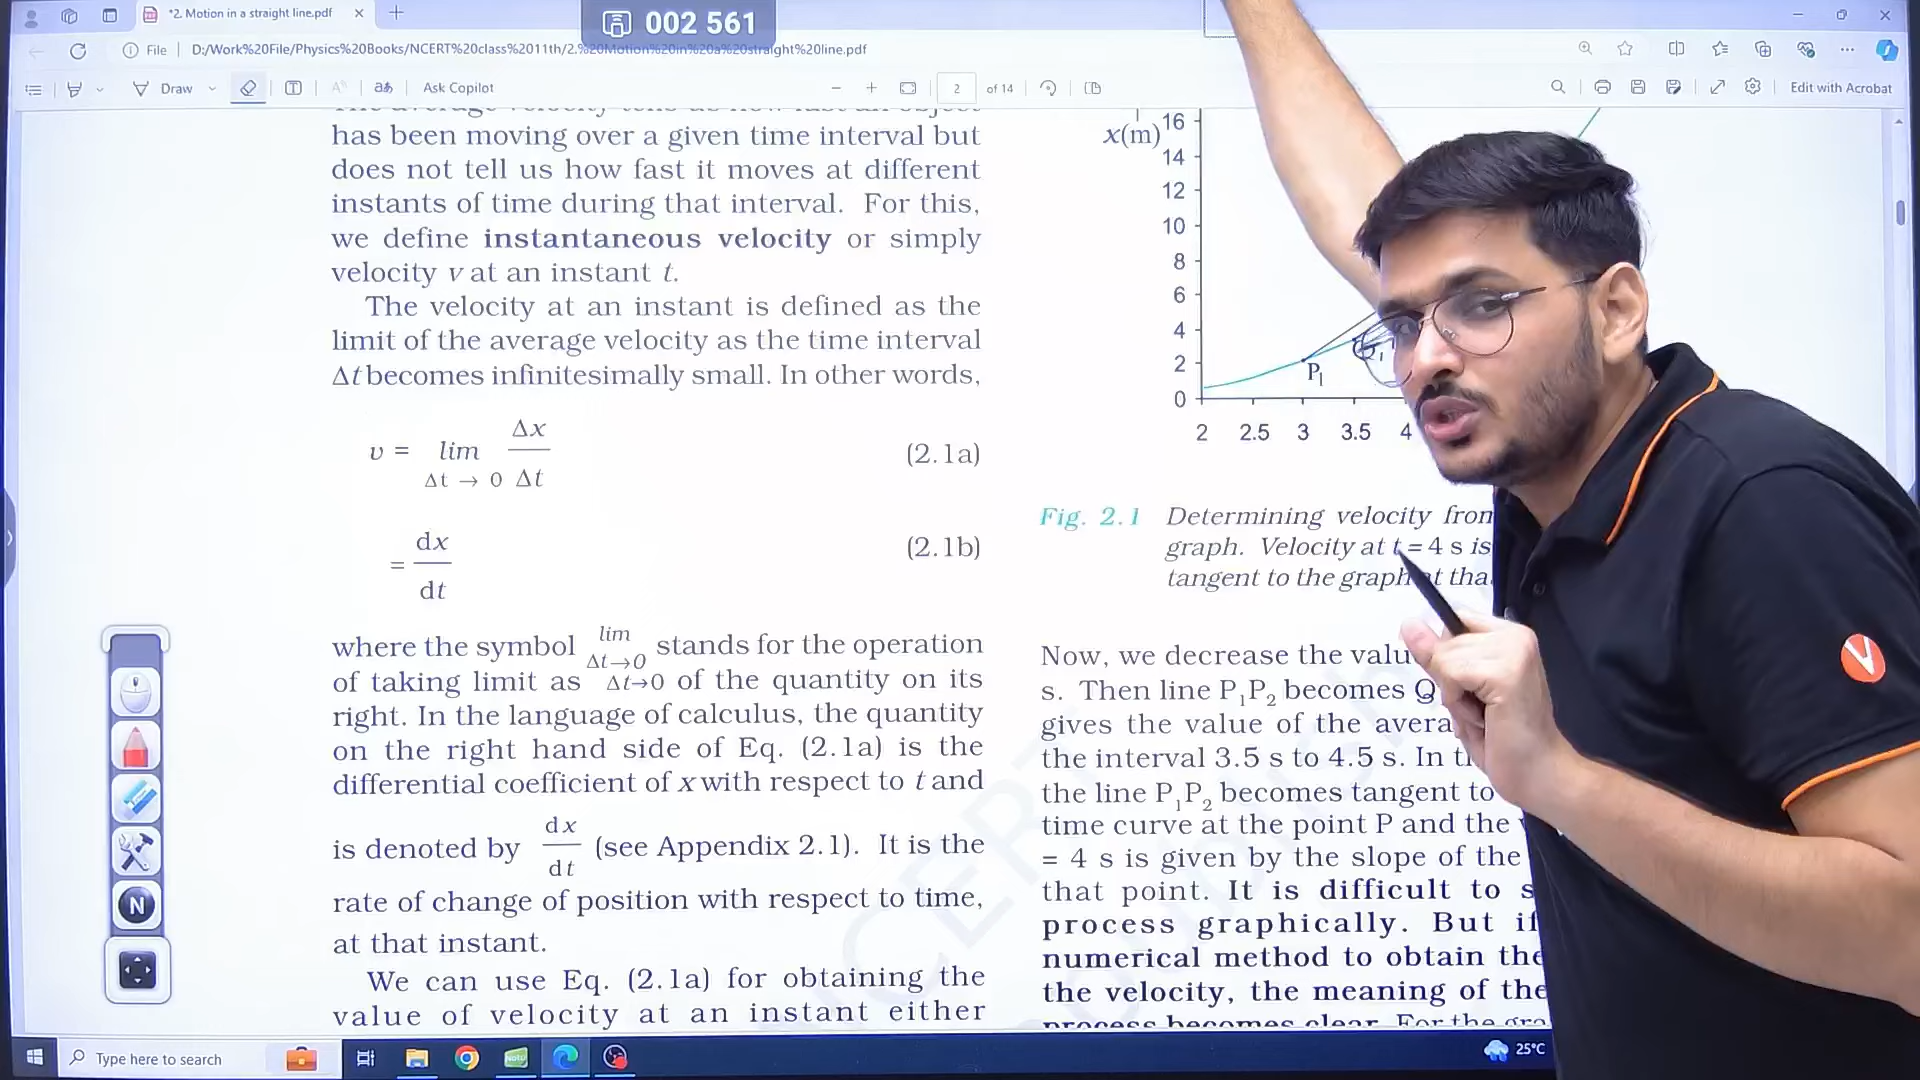 *2. Motion in a straight line.pdf
002 561
File
D:/Work%20File/Physics%20Books/NCERT%20class%2011th/2.%20Motion%20in%20a%20straight%20line.pdf
Draw
Ask Copilot
2
of 14
Edit with Acrobat
has been moving over a given time interval but
does not tell us how fast it moves at different
instants of time during that interval. For this,
we define instantaneous velocity or simply
velocity v at an instant t.
The velocity at an instant is defined as the
limit of the average velocity as the time interval
Δt becomes infinitesimally small. In other words,
v = lim Δx
Δt → 0 Δt
(2.1a)
= dx
dt
(2.1b)
where the symbol lim Δt→0 stands for the operation
of taking limit as Δt→0 of the quantity on its
right. In the language of calculus, the quantity
on the right hand side of Eq. (2.1a) is the
differential coefficient of x with respect to t and
is denoted by dx/dt (see Appendix 2.1). It is the
rate of change of position with respect to time,
at that instant.
We can use Eq. (2.1a) for obtaining the
value of velocity at an instant either
x(m)
16
14
12
10
8
6
4
2
0
P1
Q1
2 2.5 3 3.5 4
Fig. 2.1 Determining velocity from
graph. Velocity at t = 4 s is
tangent to the graph at
Now, we decrease the
s. Then line P1P2 becomes
gives the value of the
the interval 3.5 s to 4.5 s. In
the line P1P2 becomes tangent to
time curve at the point P and the
= 4 s is given by the slope of the
that point. It is difficult to
process graphically. But if
numerical method to obtain the
the velocity, the meaning of the
process becomes clear. For the
V
N
Type here to search
25°C